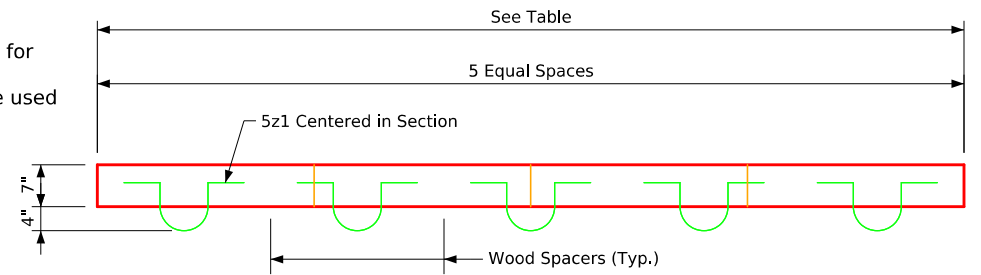 See Table
for
5 Equal Spaces
used
5z1 Centered in Section
7"
4"
Wood Spacers (Typ.)